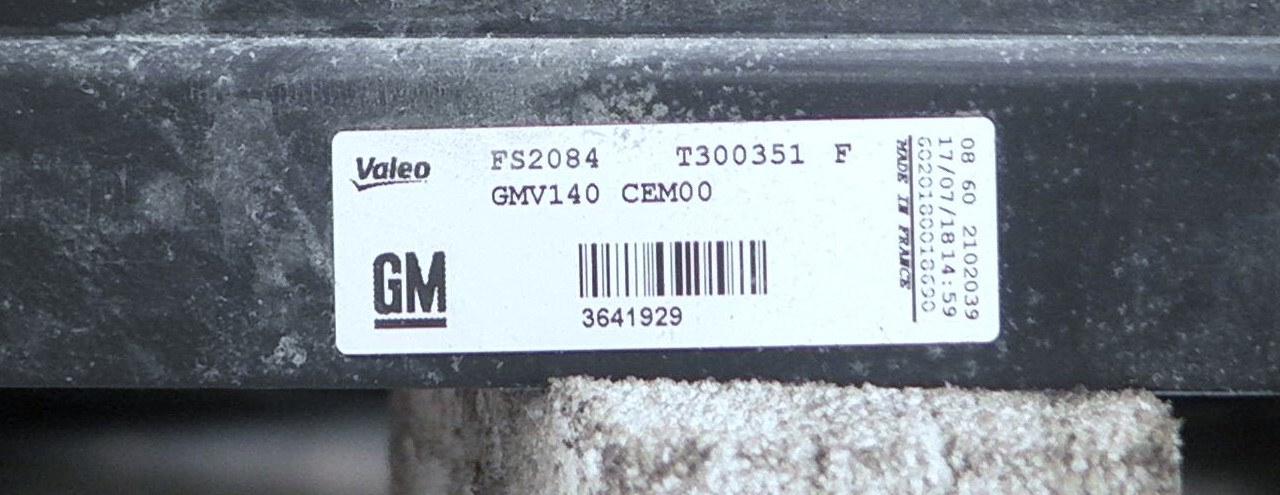 Valeo
FS2084 T300351 F
GMV140 CEM00
GM
3641929
08 60 2102039
17/07/18 14:59
MADE IN FRANCE